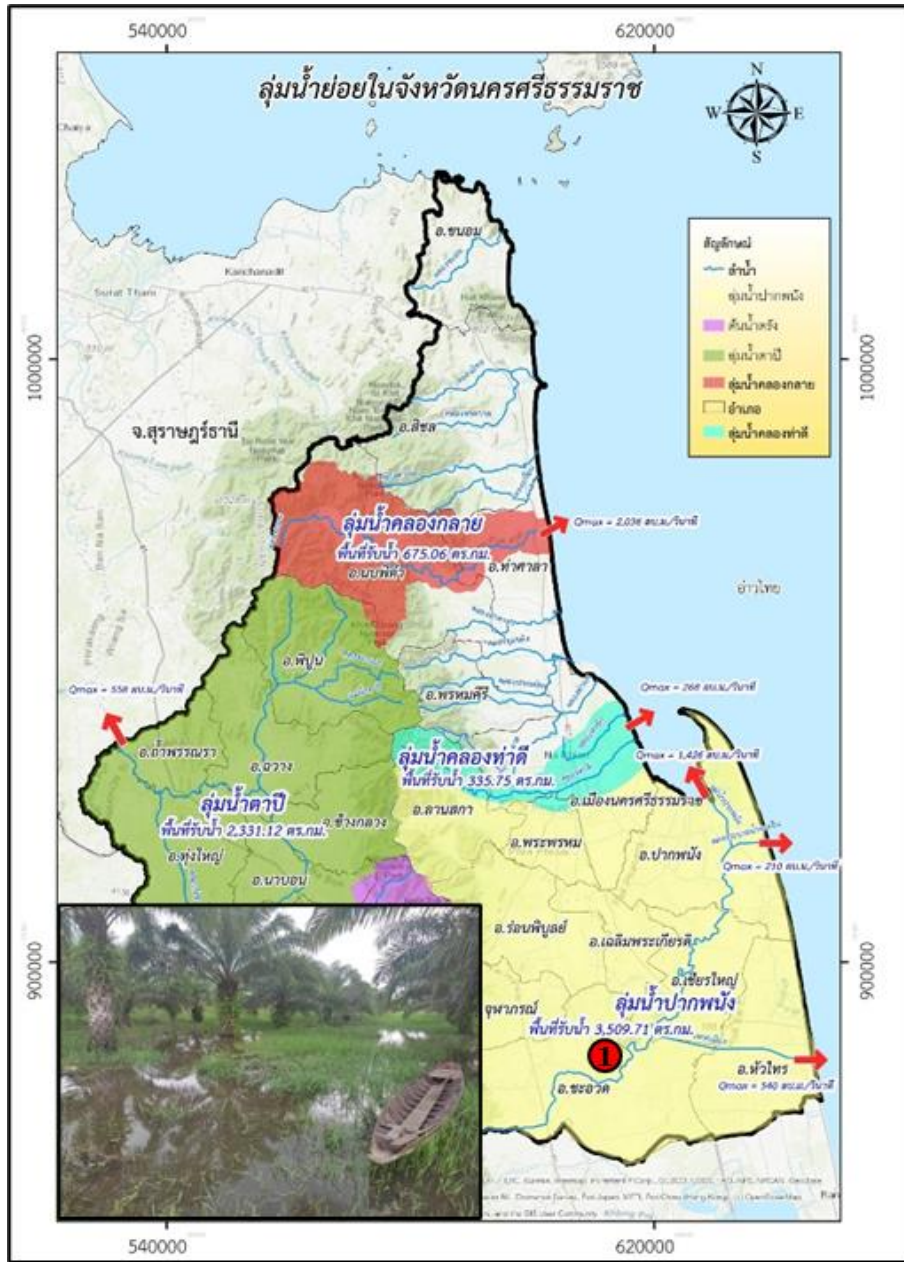 540000
620000
ลุ่มน้ำย่อยในจังหวัดนครศรีธรรมราช
N
W
E
S
Chaiya
อ.ขนอม
Kanchanadit
Surat Thani
สัญลักษณ์
ลำน้ำ
ลุ่มน้ำปากพนัง
ต้นน้ำตรัง
ลุ่มน้ำตาปี
ลุ่มน้ำคลองกลาย
อำเภอ
ลุ่มน้ำคลองท่าดี
1000000
1000000
จ.สุราษฎร์ธานี
อ.สิชล
ลุ่มน้ำคลองกลาย
พื้นที่รับน้ำ 675.06 ตร.กม.
Qmax = 2,036 ลบ.ม./วินาที
อ.นบพิตำ
อ.ท่าศาลา
อ่าวไทย
อ.พิปูน
อ.พรหมคีรี
Qmax = 558 ลบ.ม./วินาที
Qmax = 268 ลบ.ม./วินาที
อ.ถ้ำพรรณรา
อ.ฉวาง
ลุ่มน้ำคลองท่าดี
พื้นที่รับน้ำ 335.75 ตร.กม.
Qmax = 1,426 ลบ.ม./วินาที
ลุ่มน้ำตาปี
พื้นที่รับน้ำ 2,331.12 ตร.กม.
อ.ช้างกลาง
อ.ลานสกา
อ.เมืองนครศรีธรรมราช
อ.พระพรหม
อ.ปากพนัง
อ.ทุ่งใหญ่
อ.นาบอน
Qmax = 210 ลบ.ม./วินาที
อ.ร่อนพิบูลย์
อ.เฉลิมพระเกียรติ
900000
900000
อ.เชียรใหญ่
จุฬาภรณ์
ลุ่มน้ำปากพนัง
พื้นที่รับน้ำ 3,509.71 ตร.กม.
1
อ.หัวไทร
อ.ชะอวด
Qmax = 540 ลบ.ม./วินาที
540000
620000